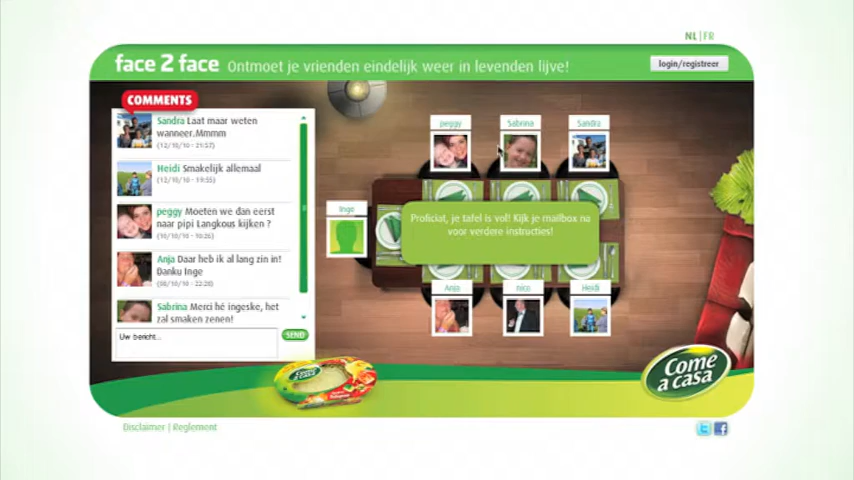 NL | FR
face 2 face Ontmoet je vrienden eindelijk weer in levenden lijve!
login/registreer
COMMENTS
Sandra Laat maar weten
wanneer.Mmmm
(12/10/10 - 21:57)
Heidi Smakelijk allemaal
(12/10/10 - 19:55)
peggy Moeten we dan eerst
naar pipi Langkous kijken ?
(10/10/10 - 10:26)
Anja Daar heb ik al lang zin in!
Danku Inge
(08/10/10 - 22:20)
Sabrina Merci hé ingeske, het
zal smaken zenen!
Uw bericht...
SEND
peggy
Sabrina
Sandra
Inge
Proficiat, je tafel is vol! Kijk je mailbox na
voor verdere instructies!
Anja
nico
Heidi
Come
a casa
Come
a casa
Disclaimer | Reglement